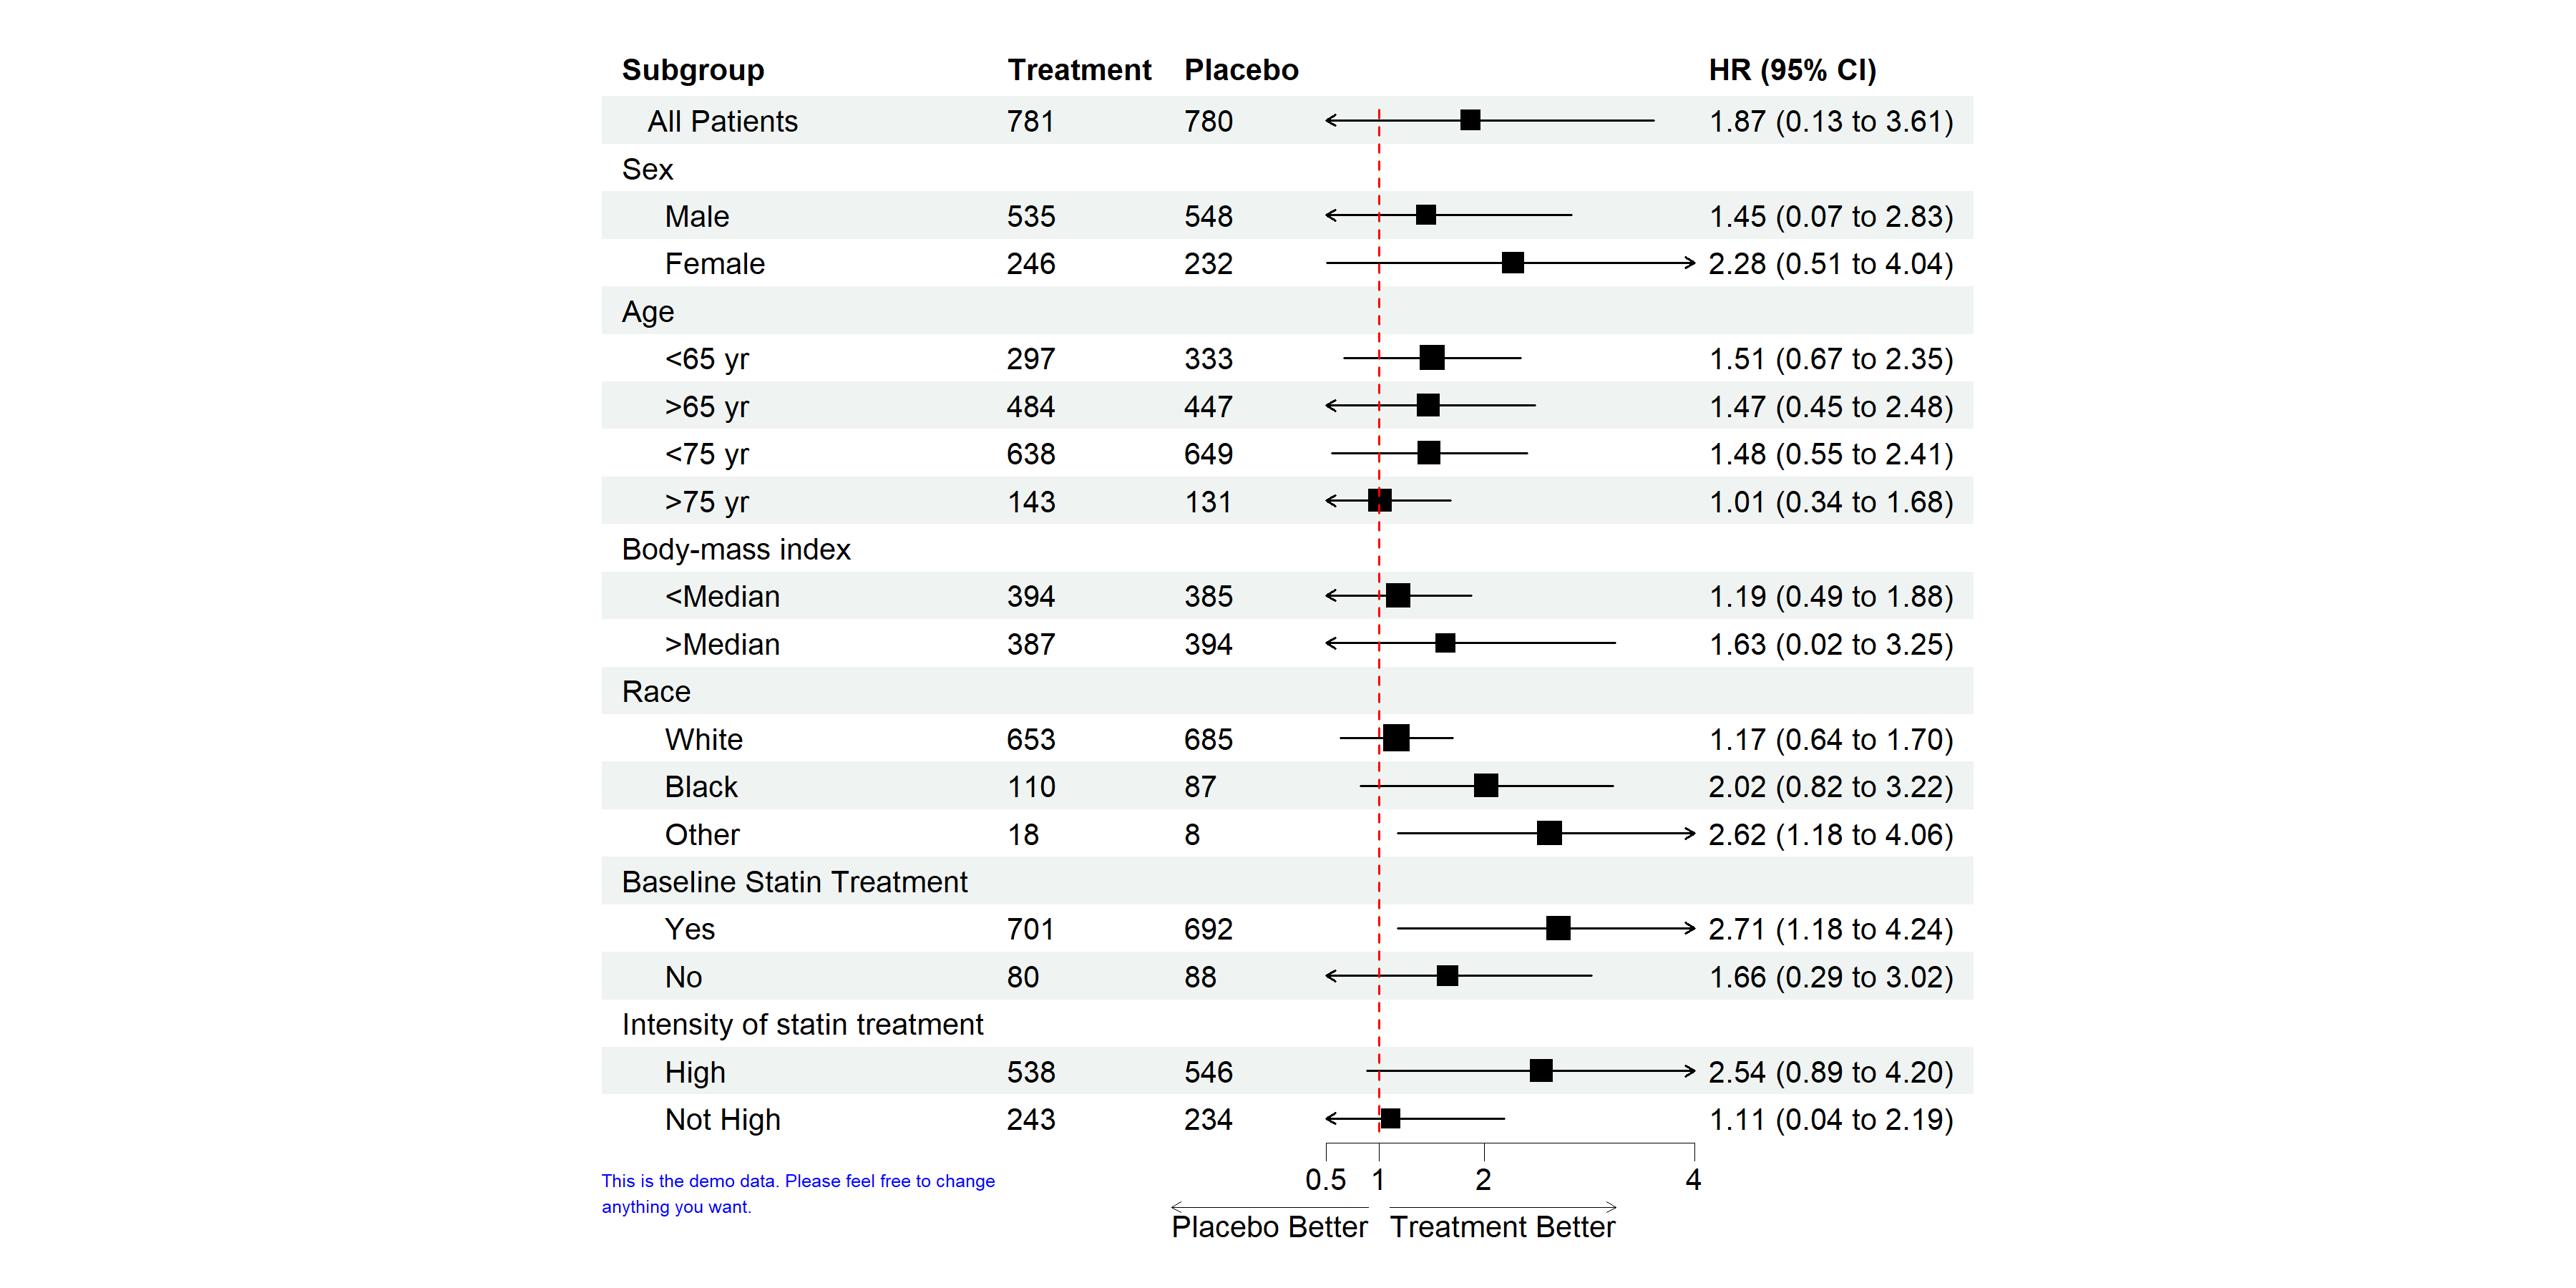 Subgroup Treatment Placebo HR (95% CI)
All Patients 781 780 1.87 (0.13 to 3.61)
Sex
Male 535 548 1.45 (0.07 to 2.83)
Female 246 232 2.28 (0.51 to 4.04)
Age
<65 yr 297 333 1.51 (0.67 to 2.35)
>65 yr 484 447 1.47 (0.45 to 2.48)
<75 yr 638 649 1.48 (0.55 to 2.41)
>75 yr 143 131 1.01 (0.34 to 1.68)
Body-mass index
<Median 394 385 1.19 (0.49 to 1.88)
>Median 387 394 1.63 (0.02 to 3.25)
Race
White 653 685 1.17 (0.64 to 1.70)
Black 110 87 2.02 (0.82 to 3.22)
Other 18 8 2.62 (1.18 to 4.06)
Baseline Statin Treatment
Yes 701 692 2.71 (1.18 to 4.24)
No 80 88 1.66 (0.29 to 3.02)
Intensity of statin treatment
High 538 546 2.54 (0.89 to 4.20)
Not High 243 234 1.11 (0.04 to 2.19)
0.5 1 2 4
This is the demo data. Please feel free to change
anything you want.
Placebo Better Treatment Better